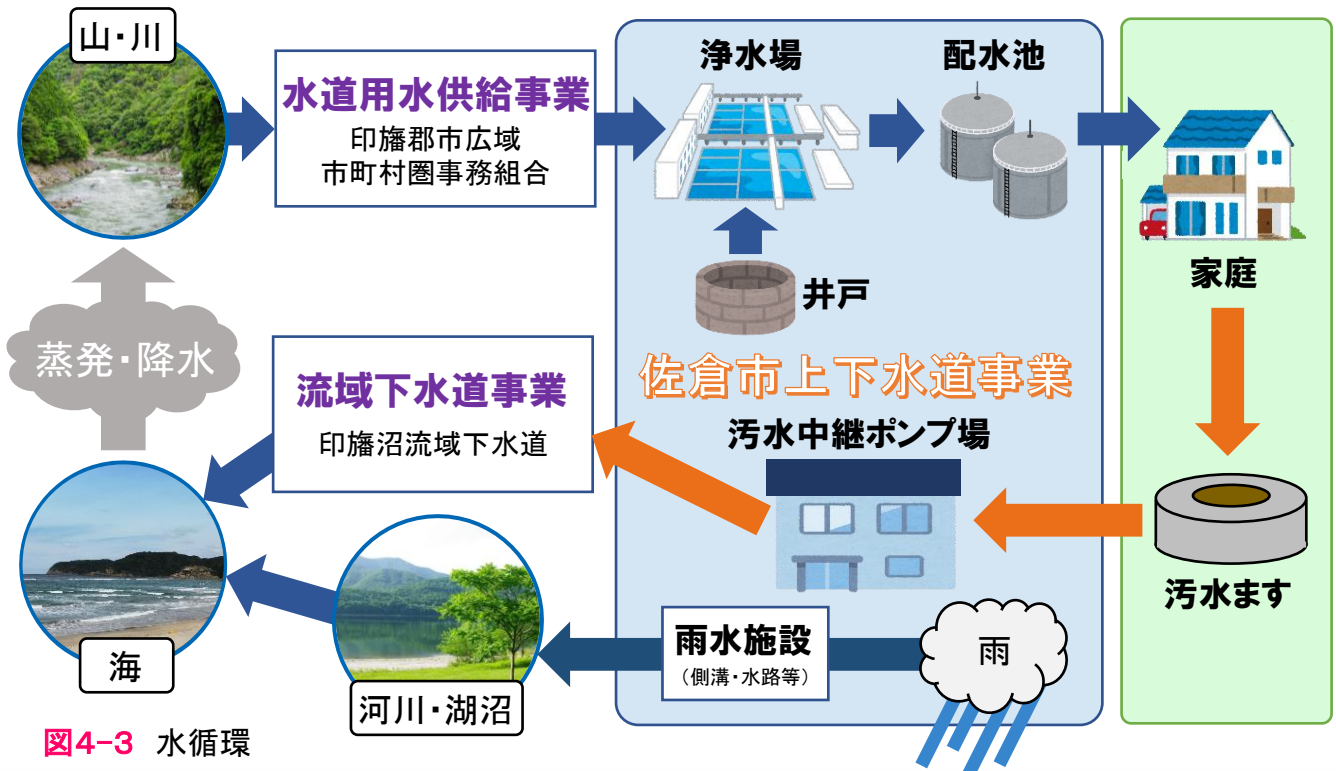 山・川
水道用水供給事業
印旛郡市広域
市町村圏事務組合
浄水場
配水池
家庭
井戸
蒸発・降水
佐倉市上下水道事業
流域下水道事業
印旛沼流域下水道
汚水中継ポンプ場
汚水ます
雨水施設
（側溝・水路等）
雨
海
河川・湖沼
図4-3 水循環